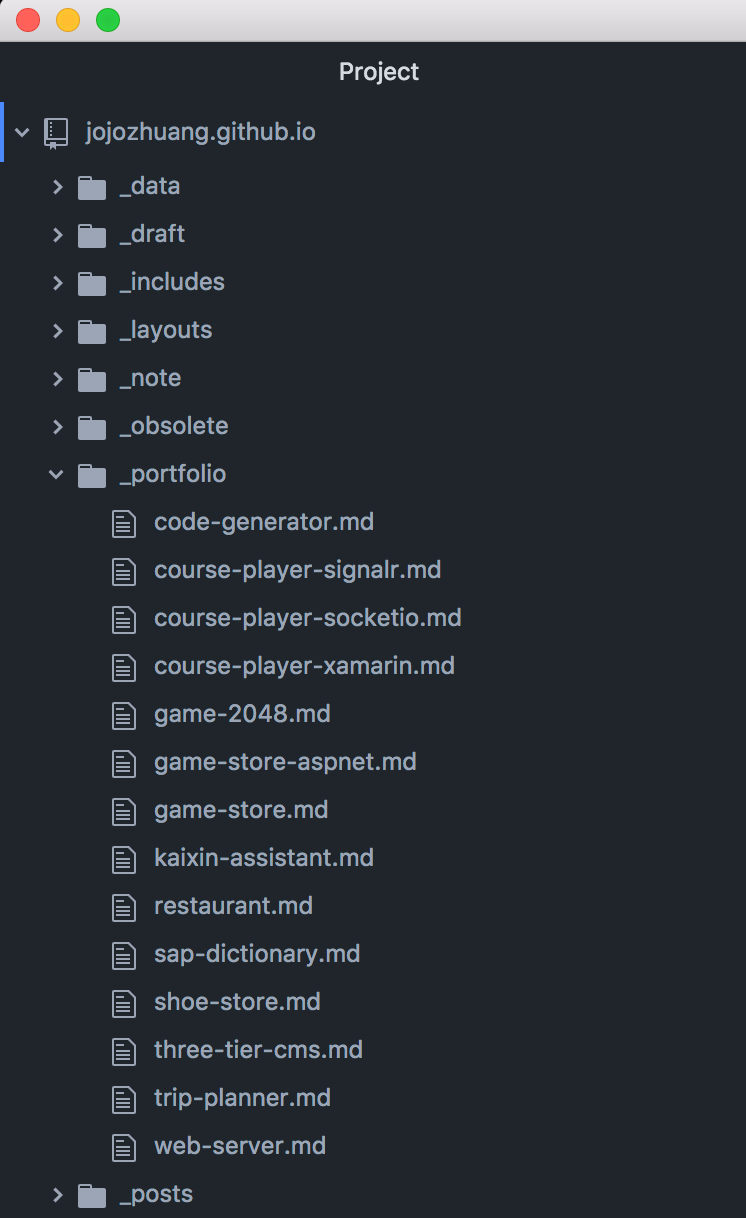 Project
jojozhuang.github.io
_data
_draft
_includes
_layouts
_note
_obsolete
_portfolio
code-generator.md
course-player-signalr.md
course-player-socketio.md
course-player-xamarin.md
game-2048.md
game-store-aspnet.md
game-store.md
kaixin-assistant.md
restaurant.md
sap-dictionary.md
shoe-store.md
three-tier-cms.md
trip-planner.md
web-server.md
_posts